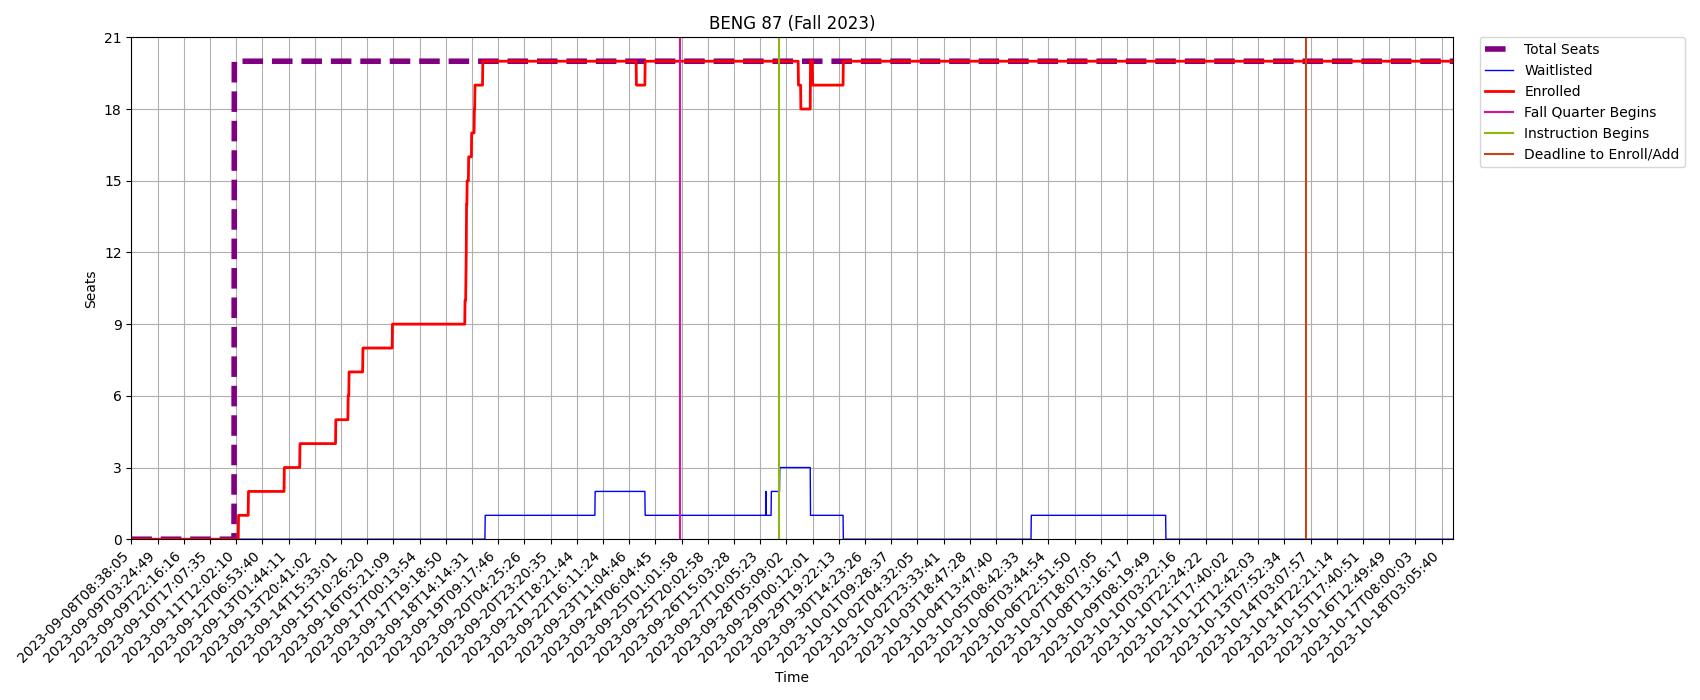 BENG 87 (Fall 2023)
21
18
15
12
9
6
3
0
Seats
Total Seats
Waitlisted
Enrolled
Fall Quarter Begins
Instruction Begins
Deadline to Enroll/Add
2023-09-08T08:38:05
2023-09-09T03:24:49
2023-09-09T22:16:16
2023-09-10T17:07:35
2023-09-11T12:02:10
2023-09-12T06:53:40
2023-09-13T01:44:11
2023-09-13T20:41:02
2023-09-14T15:33:01
2023-09-15T10:26:20
2023-09-16T05:21:09
2023-09-17T00:13:54
2023-09-17T19:18:50
2023-09-18T14:14:31
2023-09-19T09:17:46
2023-09-20T04:25:26
2023-09-20T23:20:35
2023-09-21T18:21:44
2023-09-22T16:11:24
2023-09-23T11:04:46
2023-09-24T06:04:45
2023-09-25T01:01:58
2023-09-25T20:02:58
2023-09-26T15:03:28
2023-09-27T10:05:23
2023-09-28T05:09:02
2023-09-29T00:12:01
2023-09-29T19:22:13
2023-09-30T14:23:26
2023-10-01T09:28:37
2023-10-02T04:32:05
2023-10-02T23:33:41
2023-10-03T18:47:28
2023-10-04T13:47:40
2023-10-05T08:42:33
2023-10-06T03:44:54
2023-10-06T22:51:50
2023-10-07T18:07:05
2023-10-08T13:16:17
2023-10-09T08:19:49
2023-10-10T03:22:16
2023-10-10T22:24:22
2023-10-11T17:40:02
2023-10-12T12:42:03
2023-10-13T07:52:34
2023-10-14T03:07:57
2023-10-14T22:21:14
2023-10-15T17:40:51
2023-10-16T12:49:49
2023-10-17T08:00:03
2023-10-18T03:05:40
Time